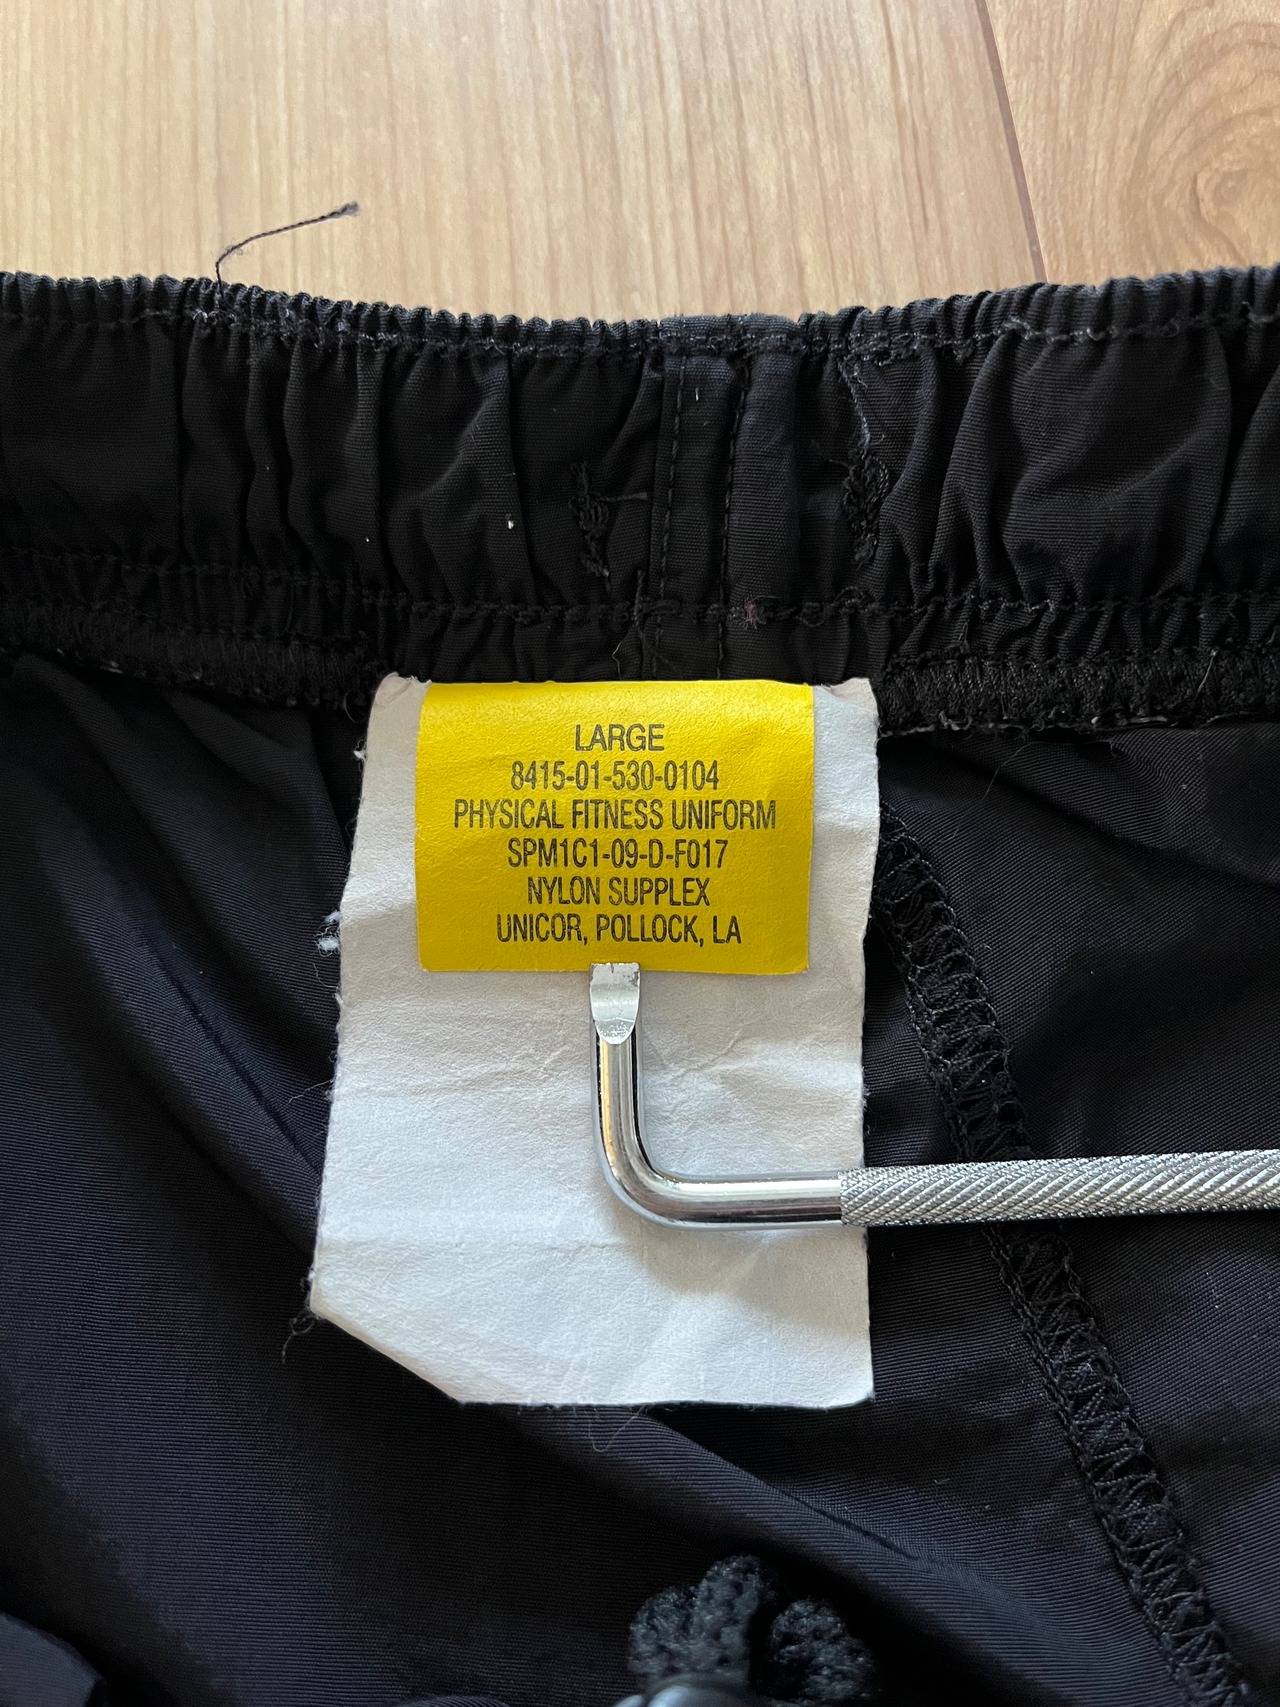 LARGE
8415-01-530-0104
PHYSICAL FITNESS UNIFORM
SPM1C1-09-D-F017
NYLON SUPPLEX
UNICOR, POLLOCK, LA